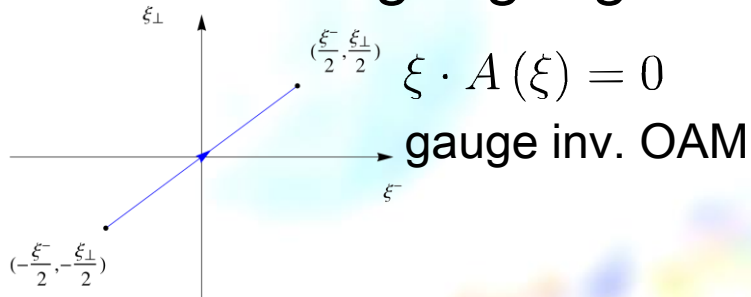 ξ⊥
(ξ⁻/2, ξ⊥/2)
ξ · A (ξ) = 0
gauge inv. OAM
ξ⁻
(-ξ⁻/2, -ξ⊥/2)